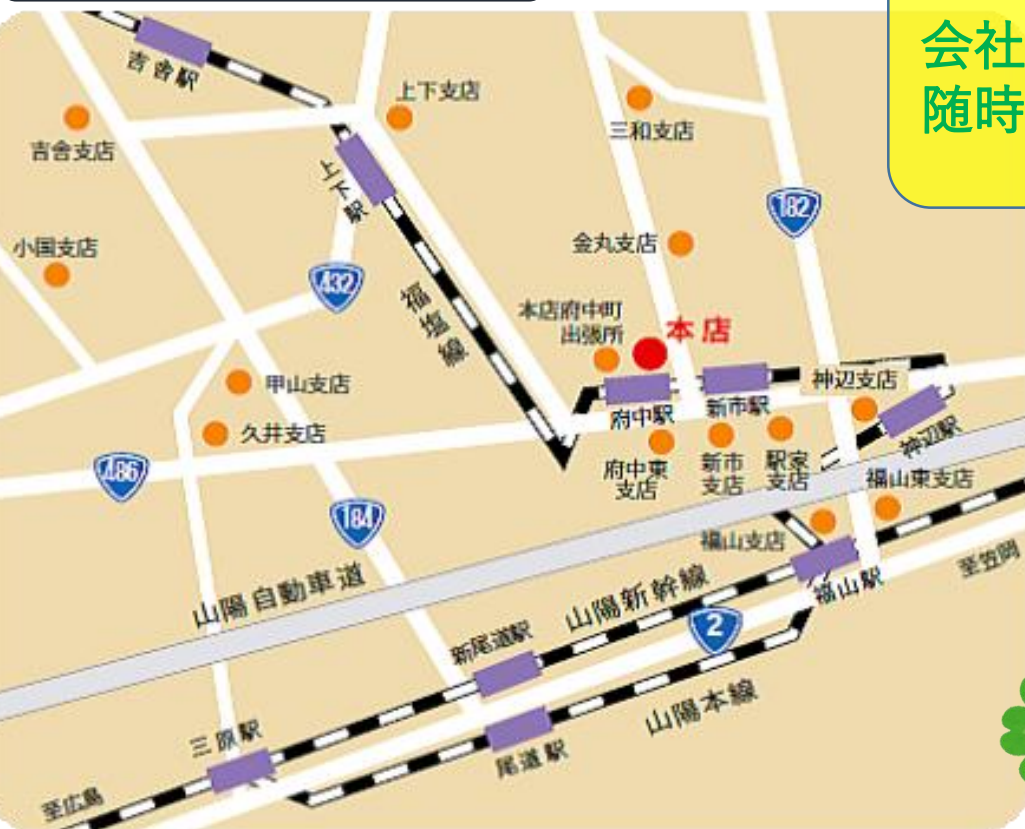 会社
随時
吉舎駅
上下支店
吉舎支店
三和支店
上下駅
182
小国支店
金丸支店
432
福塩線
本店府中町
出張所
本店
甲山支店
府中駅
新市駅
神辺支店
神辺駅
久井支店
府中東
支店
新市
支店
駅家
支店
486
福山東支店
184
福山支店
福山駅
至笠岡
山陽自動車道
山陽新幹線
2
新尾道駅
山陽本線
三原駅
尾道駅
至広島